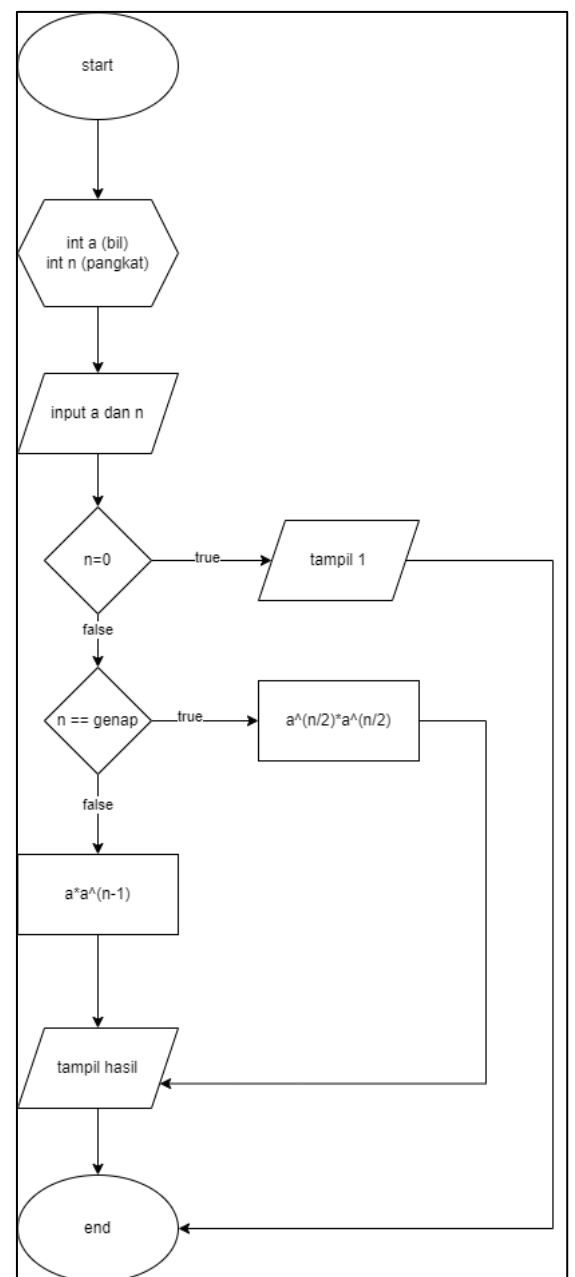 start
int a (bil)
int n (pangkat)
input a dan n
n=0
true
tampil 1
false
n == genap
true
a^(n/2)*a^(n/2)
false
a*a^(n-1)
tampil hasil
end